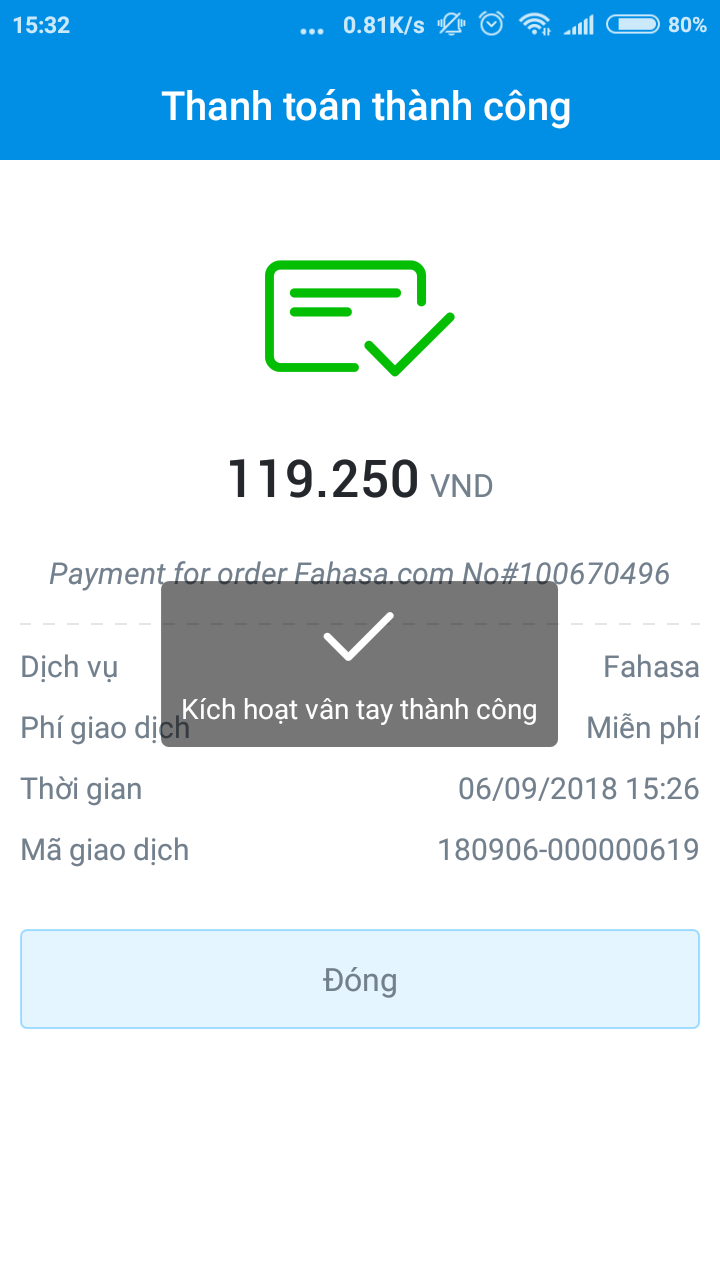 15:32 ... 0.81K/s 80%
Thanh toán thành công
119.250 VND
Payment for order Fahasa.com No#100670496
Dịch vụ Fahasa
Kích hoạt vân tay thành công
Phí giao dịch Miễn phí
Thời gian 06/09/2018 15:26
Mã giao dịch 180906-000000619
Đóng